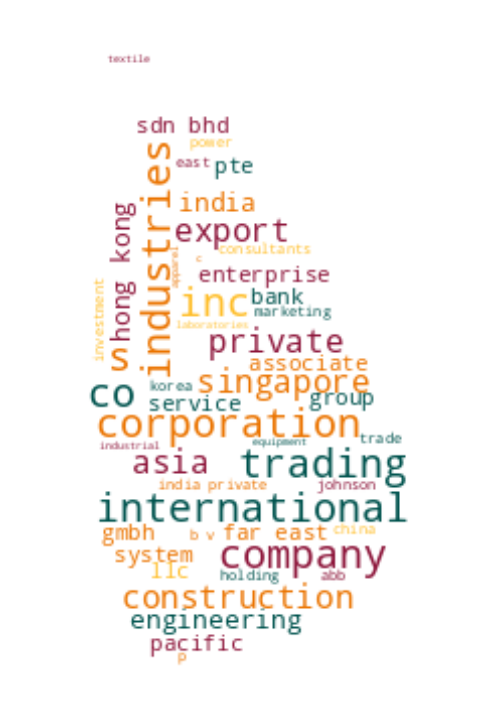 textile
sdn bhd
power
east pte
industries
india
hong kong
export
consultants
apparel
c
enterprise
investment
inc bank
marketing
laboratories
private
s
associate
korea singapore
co service group
corporation
trade
industrial equipment
asia trading
india private johnson
international
gmbh b v far east china
system company
llc holding abb
construction
engineering
pacific
p